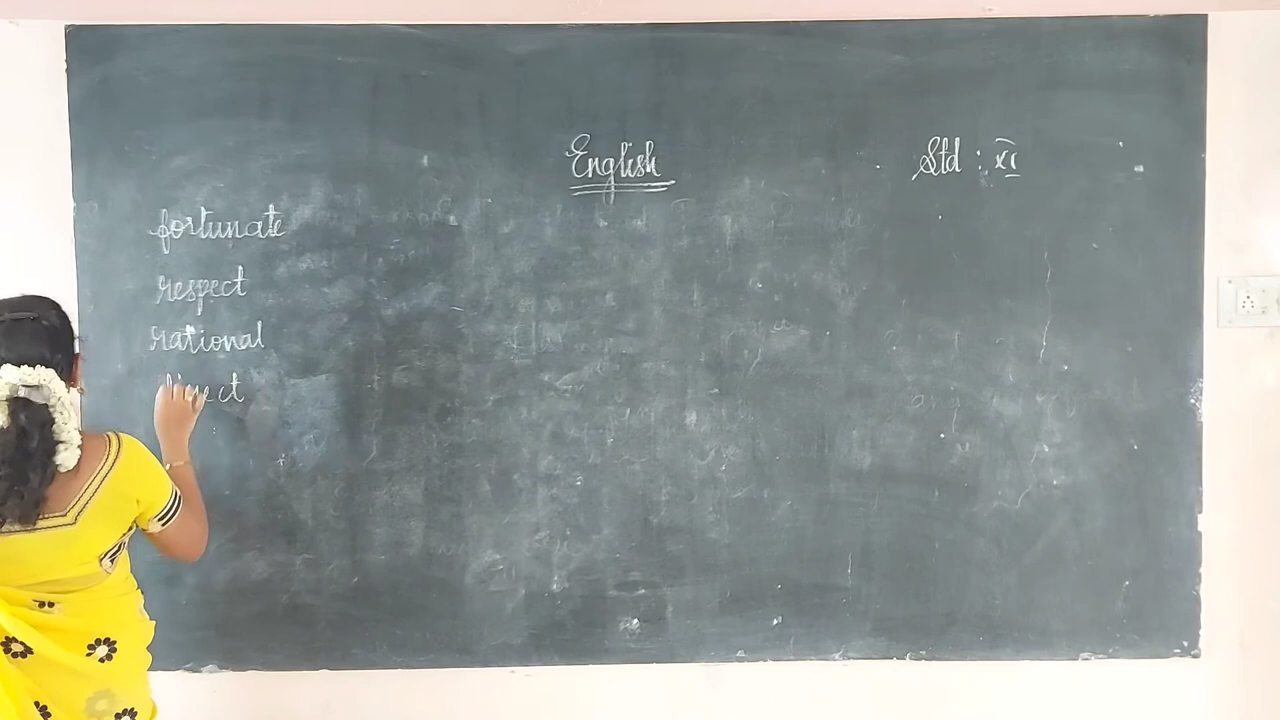 English
Std : XI
fortunate
respect
rational
direct